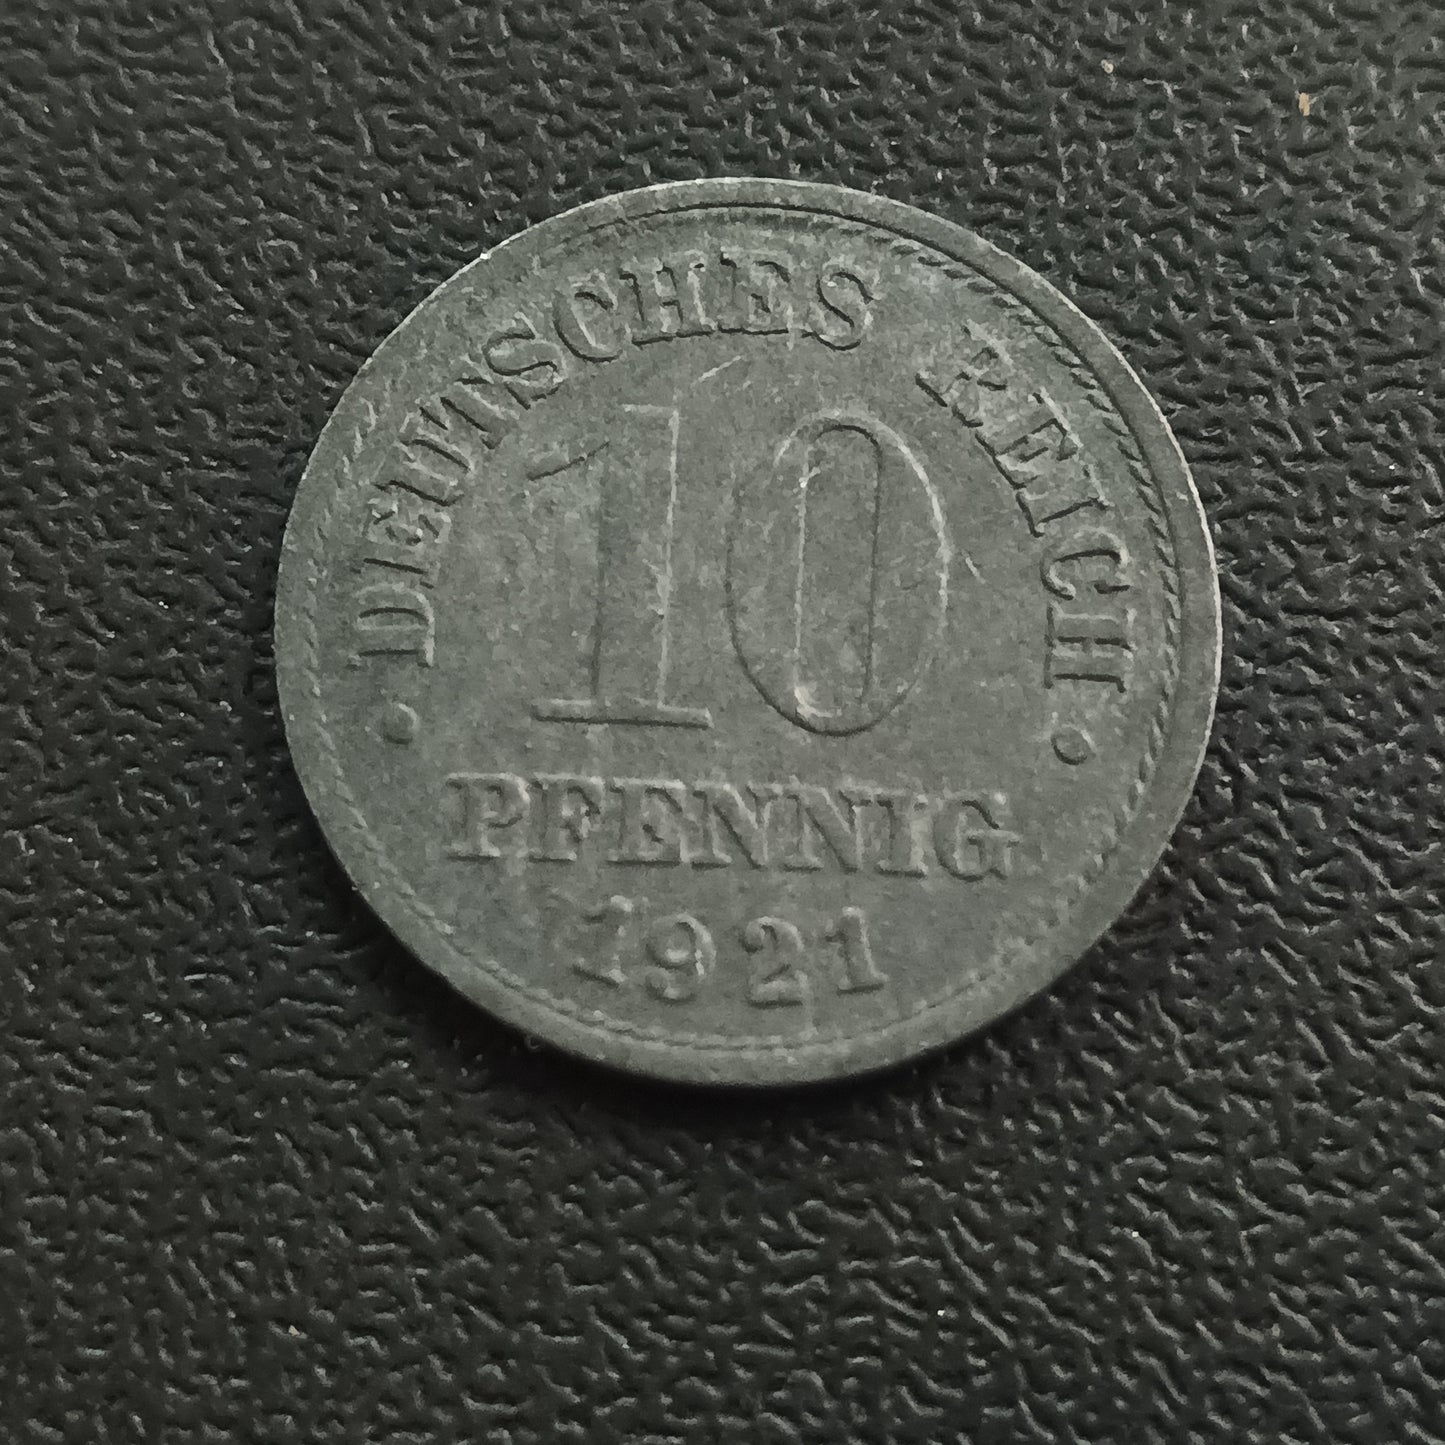 DEUTSCHES REICH
10
PFENNIG
1921